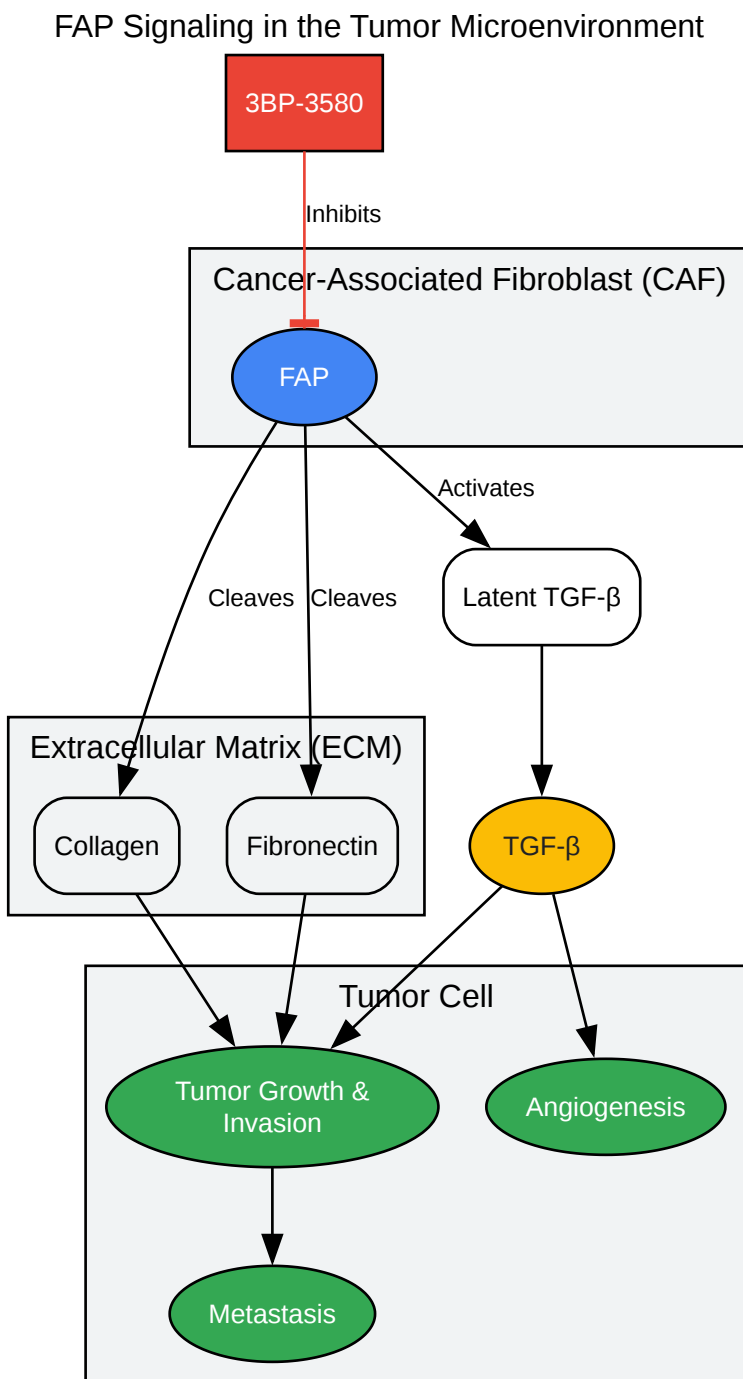 FAP Signaling in the Tumor Microenvironment
3BP-3580
Inhibits
Cancer-Associated Fibroblast (CAF)
FAP
Activates
Cleaves
Cleaves
Latent TGF-β
Extracellular Matrix (ECM)
Collagen
Fibronectin
TGF-β
Tumor Cell
Tumor Growth &
Invasion
Angiogenesis
Metastasis